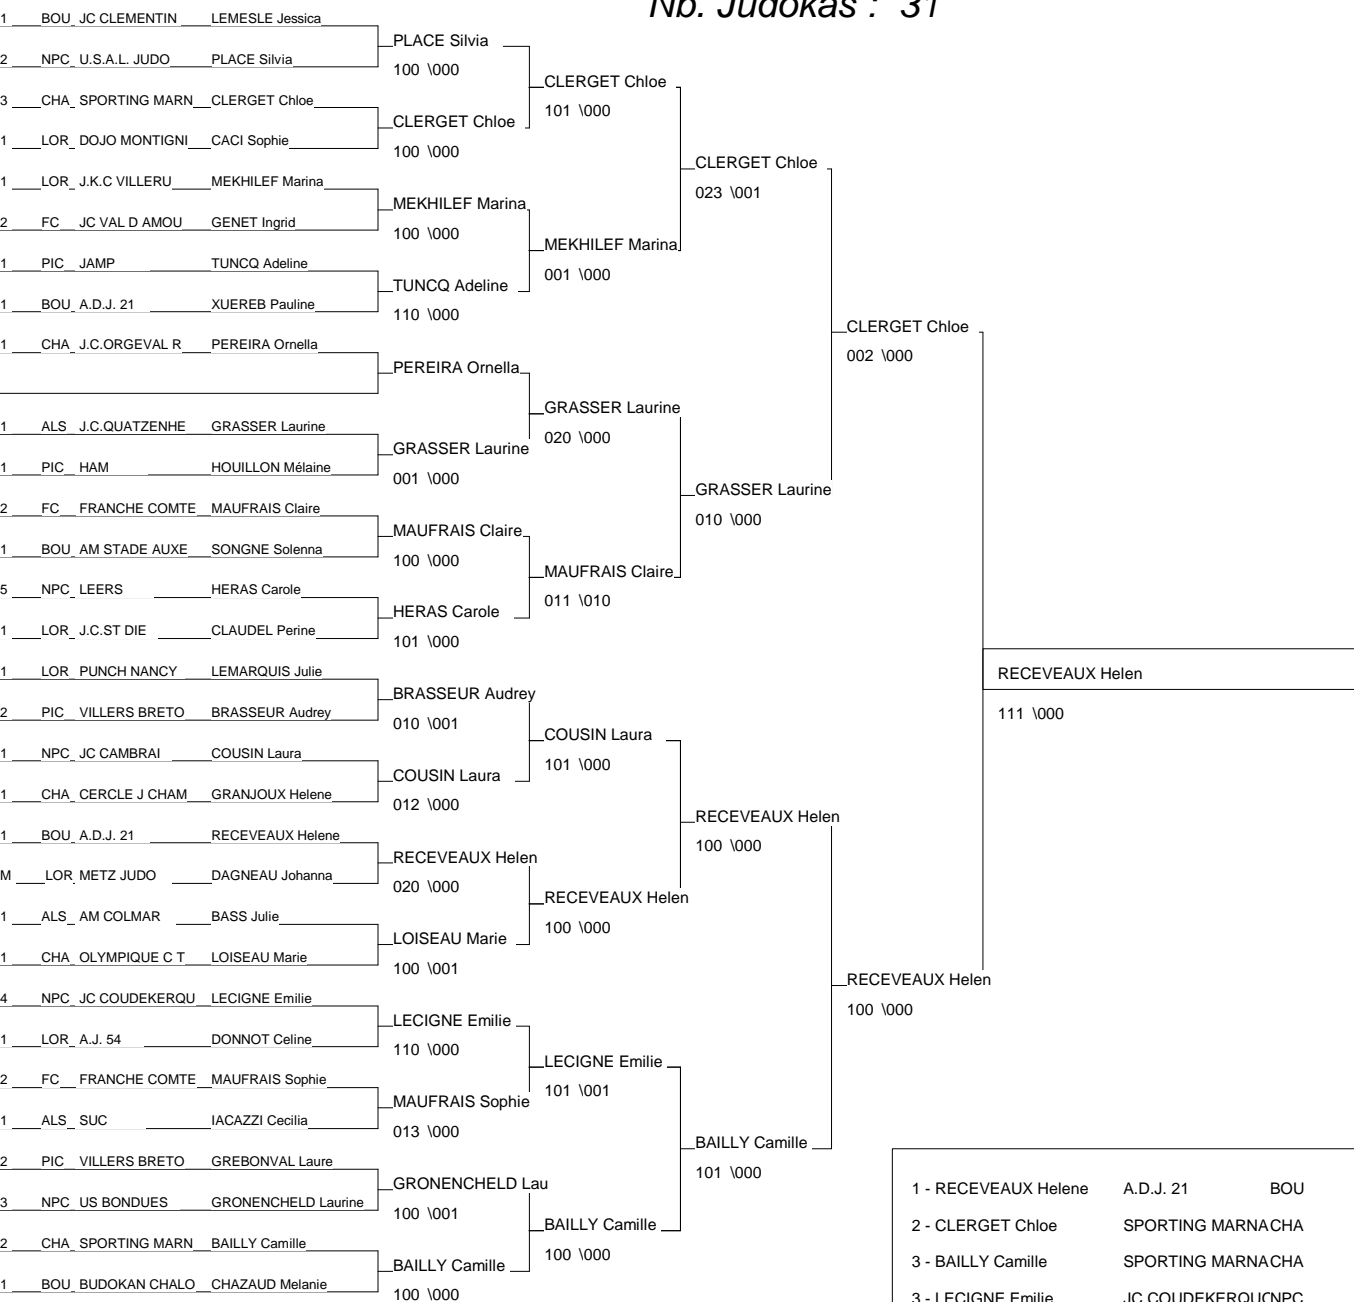 Nb. Judokas : 31
1 BOU JC CLEMENTIN LEMESLE Jessica
PLACE Silvia
2 NPC U.S.A.L. JUDO PLACE Silvia
100 \000
CLERGET Chloe
3 CHA SPORTING MARN CLERGET Chloe
101 \000
CLERGET Chloe
1 LOR DOJO MONTIGNI CACI Sophie
100 \000
CLERGET Chloe
1 LOR J.K.C VILLERU MEKHILEF Marina
023 \001
MEKHILEF Marina
2 FC JC VAL D AMOU GENET Ingrid
100 \000
MEKHILEF Marina
1 PIC JAMP TUNCQ Adeline
001 \000
TUNCQ Adeline
1 BOU A.D.J. 21 XUEREB Pauline
110 \000
CLERGET Chloe
1 CHA J.C.ORGEVAL R PEREIRA Ornella
002 \000
PEREIRA Ornella
GRASSER Laurine
1 ALS J.C.QUATZENHE GRASSER Laurine
020 \000
GRASSER Laurine
1 PIC HAM HOUILLON Mélaine
001 \000
GRASSER Laurine
2 FC FRANCHE COMTE MAUFRAIS Claire
010 \000
MAUFRAIS Claire
1 BOU AM STADE AUXE SONGNE Solenna
100 \000
MAUFRAIS Claire
5 NPC LEERS HERAS Carole
011 \010
HERAS Carole
1 LOR J.C.ST DIE CLAUDEL Perine
101 \000
1 LOR PUNCH NANCY LEMARQUIS Julie
RECEVEAUX Helen
BRASSEUR Audrey
2 PIC VILLERS BRETO BRASSEUR Audrey
111 \000
010 \001
COUSIN Laura
1 NPC JC CAMBRAI COUSIN Laura
101 \000
COUSIN Laura
1 CHA CERCLE J CHAM GRANJOUX Helene
012 \000
RECEVEAUX Helen
1 BOU A.D.J. 21 RECEVEAUX Helene
100 \000
RECEVEAUX Helen
M LOR METZ JUDO DAGNEAU Johanna
020 \000
RECEVEAUX Helen
1 ALS AM COLMAR BASS Julie
100 \000
LOISEAU Marie
1 CHA OLYMPIQUE C T LOISEAU Marie
100 \001
RECEVEAUX Helen
4 NPC JC COUDEKERQU LECIGNE Emilie
100 \000
LECIGNE Emilie
1 LOR A.J. 54 DONNOT Celine
110 \000
LECIGNE Emilie
2 FC FRANCHE COMTE MAUFRAIS Sophie
101 \001
MAUFRAIS Sophie
1 ALS SUC IACAZZI Cecilia
013 \000
BAILLY Camille
2 PIC VILLERS BRETO GREBONVAL Laure
101 \000
GRONENCHELD Lau
3 NPC US BONDUES GRONENCHELD Laurine
100 \001
BAILLY Camille
2 CHA SPORTING MARN BAILLY Camille
100 \000
BAILLY Camille
1 BOU BUDOKAN CHALO CHAZAUD Melanie
100 \000
1 - RECEVEAUX Helene A.D.J. 21 BOU
2 - CLERGET Chloe SPORTING MARNA CHA
3 - BAILLY Camille SPORTING MARNA CHA
3 - LECIGNE Emilie JC COUDEKERQU NPC